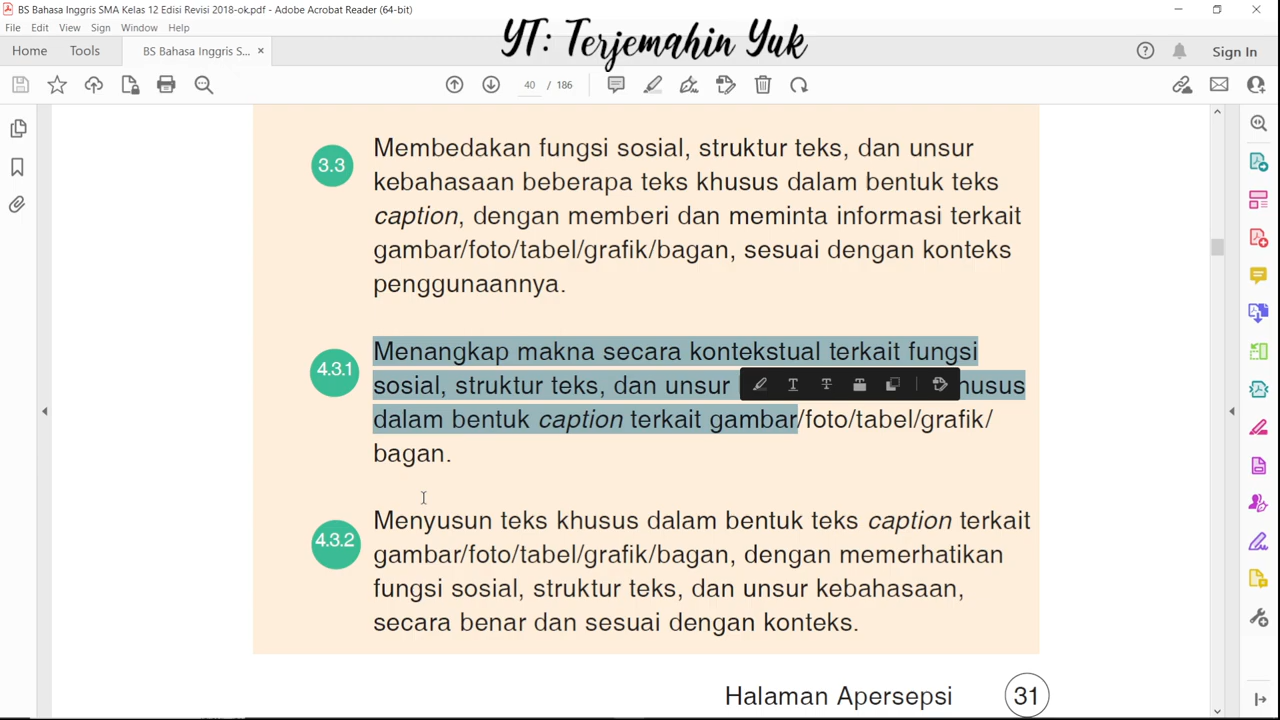 BS Bahasa Inggris SMA Kelas 12 Edisi Revisi 2018-ok.pdf - Adobe Acrobat Reader (64-bit)
File Edit View Sign Window Help
YT: Terjemahin Yuk
Home Tools BS Bahasa Inggris S... × Sign In
40 / 186
3.3
Membedakan fungsi sosial, struktur teks, dan unsur
kebahasaan beberapa teks khusus dalam bentuk teks
caption, dengan memberi dan meminta informasi terkait
gambar/foto/tabel/grafik/bagan, sesuai dengan konteks
penggunaannya.
4.3.1
Menangkap makna secara kontekstual terkait fungsi
sosial, struktur teks, dan unsur husus
dalam bentuk caption terkait gambar/foto/tabel/grafik/
bagan.
4.3.2
Menyusun teks khusus dalam bentuk teks caption terkait
gambar/foto/tabel/grafik/bagan, dengan memerhatikan
fungsi sosial, struktur teks, dan unsur kebahasaan,
secara benar dan sesuai dengan konteks.
Halaman Apersepsi 31